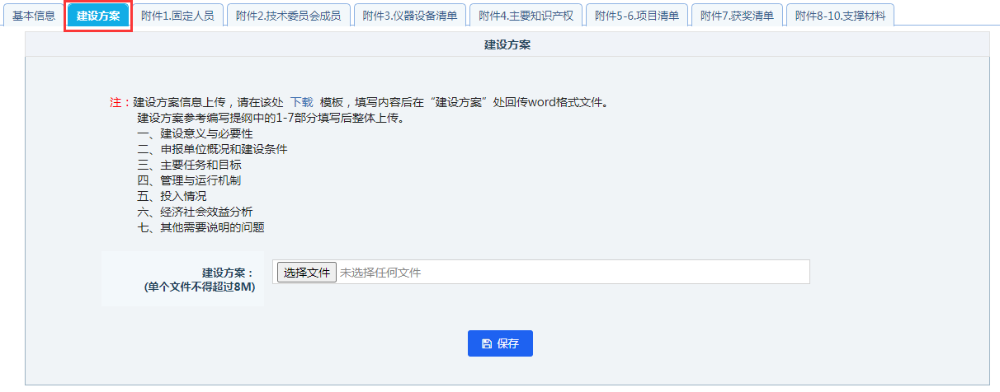 基本信息 建设方案 附件1.固定人员 附件2.技术委员会成员 附件3.仪器设备清单 附件4.主要知识产权 附件5-6.项目清单 附件7.获奖清单 附件8-10.支撑材料
建设方案
注：建设方案信息上传，请在该处 下载 模板，填写内容后在“建设方案”处回传word格式文件。
建设方案参考编写提纲中的1-7部分填写后整体上传。
一、建设意义与必要性
二、申报单位概况和建设条件
三、主要任务和目标
四、管理与运行机制
五、投入情况
六、经济社会效益分析
七、其他需要说明的问题
建设方案： 选择文件 未选择任何文件
(单个文件不得超过8M)
保存